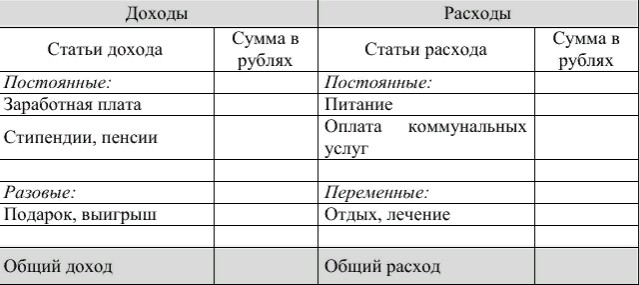 Доходы
Расходы
Статьи дохода
Сумма в
рублях
Статьи расхода
Сумма в
рублях
Постоянные:
Постоянные:
Заработная плата
Питание
Стипендии, пенсии
Оплата коммунальных
услуг
Разовые:
Переменные:
Подарок, выигрыш
Отдых, лечение
Общий доход
Общий расход